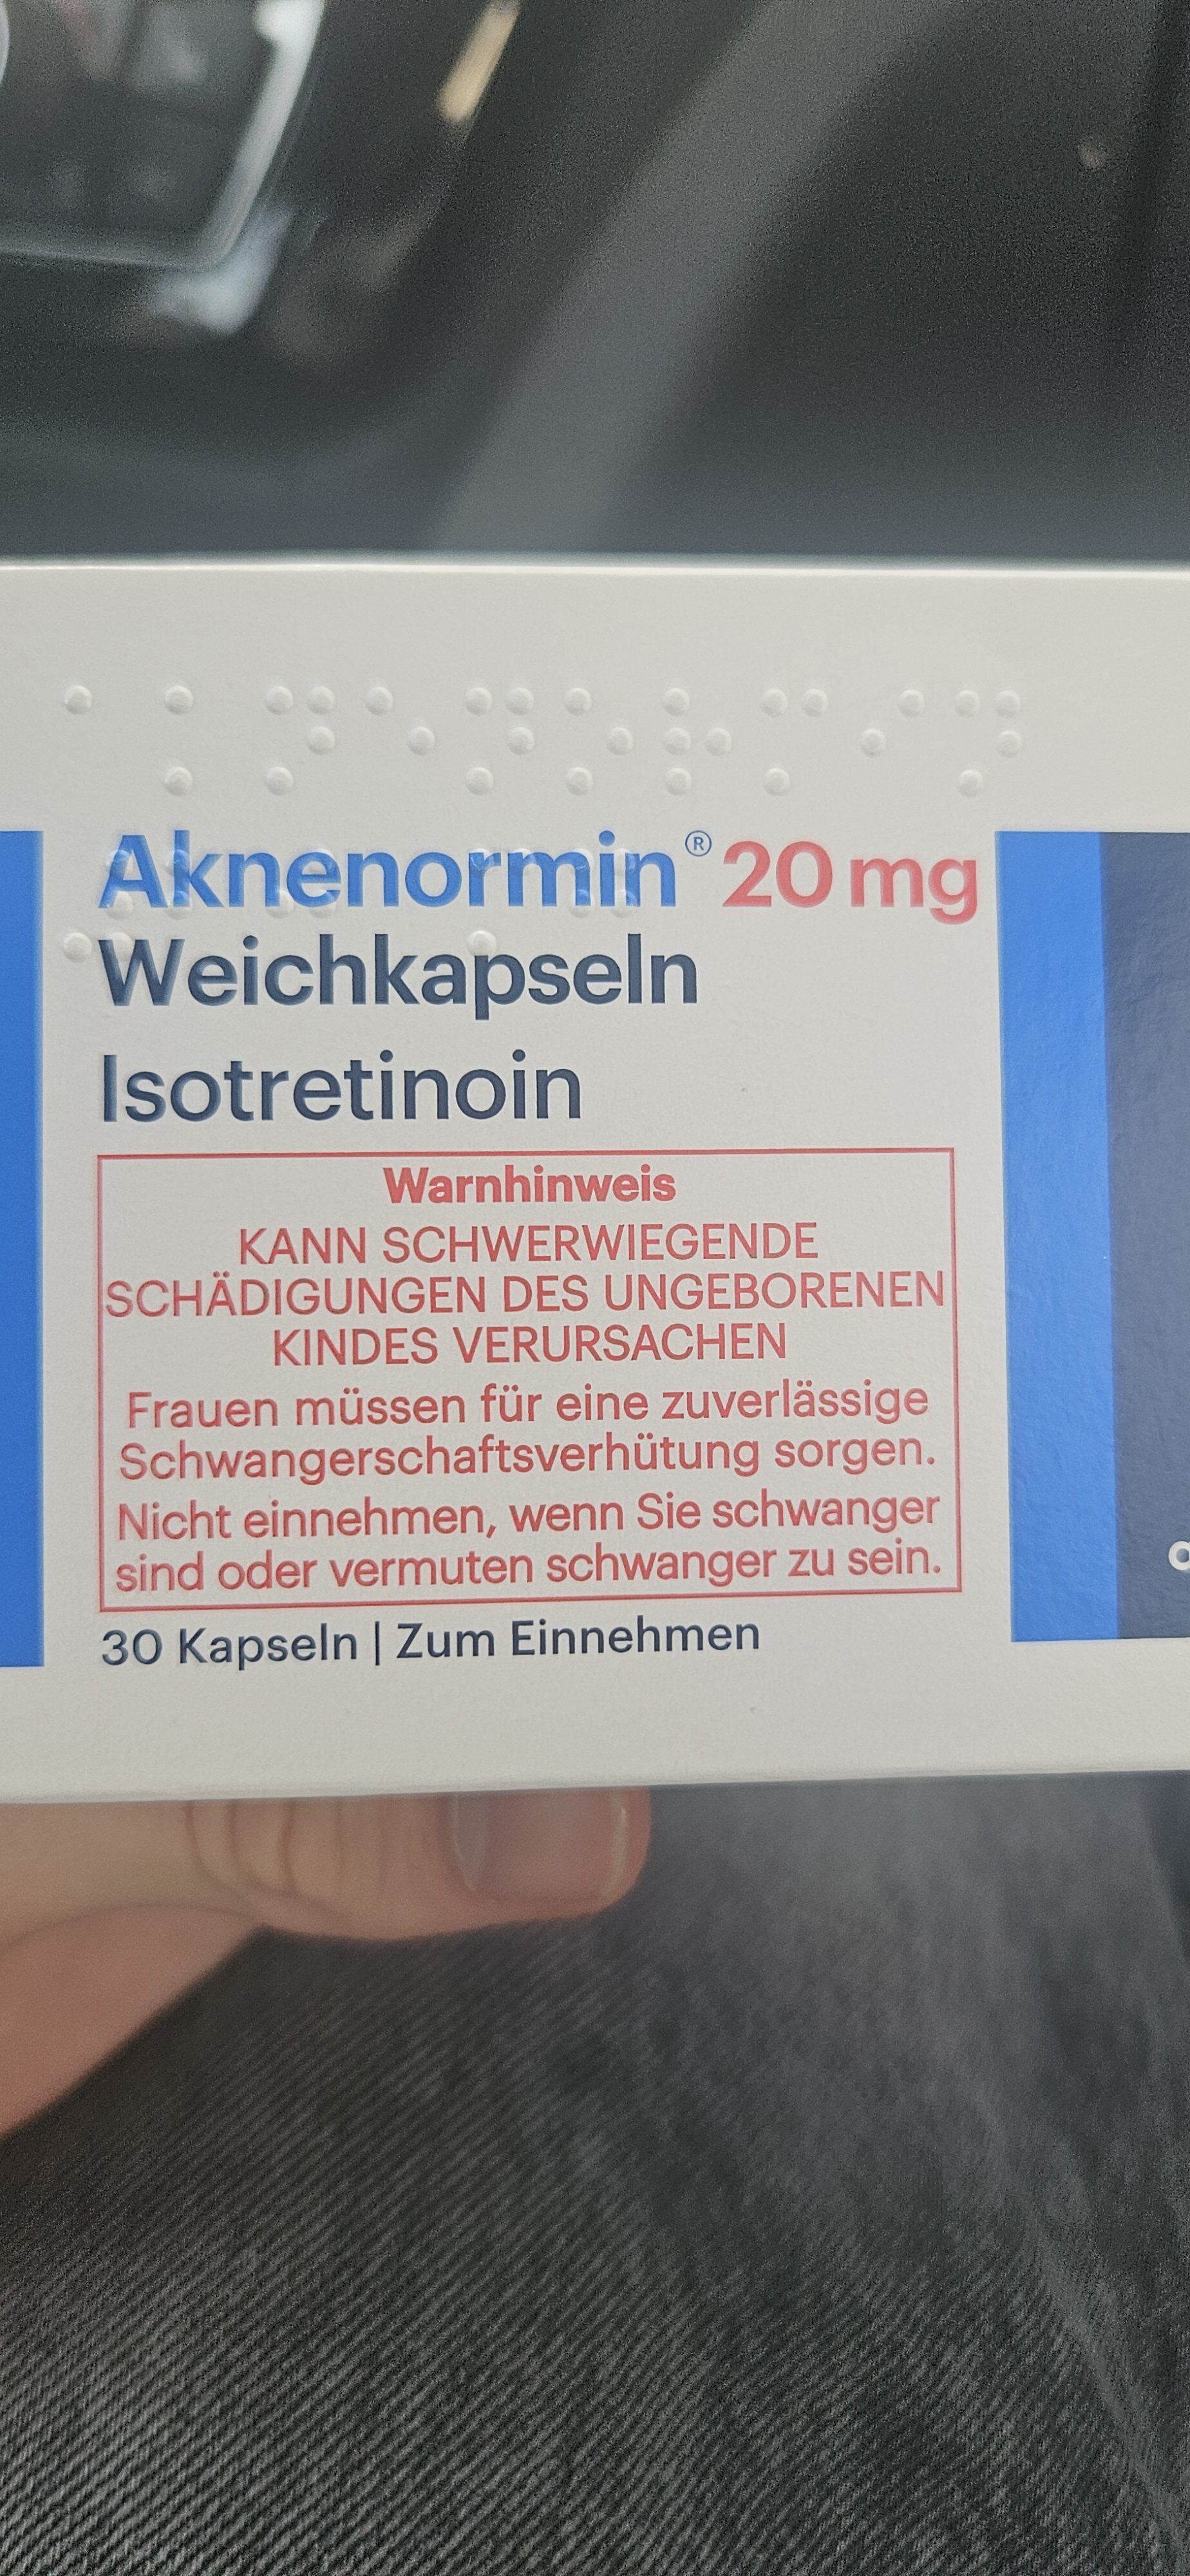 Aknenormin® 20 mg
Weichkapseln
Isotretinoin
Warnhinweis
KANN SCHWERWIEGENDE
SCHÄDIGUNGEN DES UNGEBORENEN
KINDES VERURSACHEN
Frauen müssen für eine zuverlässige
Schwangerschaftsverhütung sorgen.
Nicht einnehmen, wenn Sie schwanger
sind oder vermuten schwanger zu sein.
30 Kapseln | Zum Einnehmen